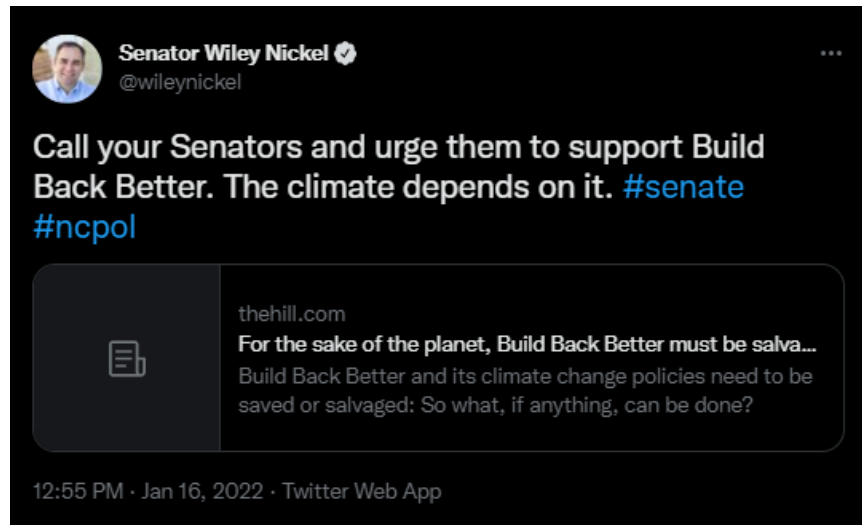 Senator Wiley Nickel
@wileynickel
Call your Senators and urge them to support Build
Back Better. The climate depends on it. #senate
#ncpol
thehill.com
For the sake of the planet, Build Back Better must be salva...
Build Back Better and its climate change policies need to be
saved or salvaged: So what, if anything, can be done?
12:55 PM · Jan 16, 2022 · Twitter Web App